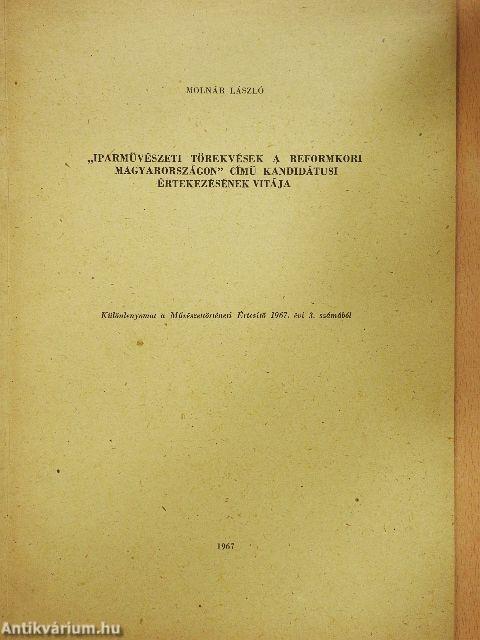 MOLNÁR LÁSZLÓ
„IPARMŰVÉSZETI TÖREKVÉSEK A REFORMKORI
MAGYARORSZÁGON” CÍMŰ KANDIDÁTUSI
ÉRTEKEZÉSÉNEK VITÁJA
Különlenyomat a Művészettörténeti Értesítő 1967. évi 3. számából
1967
Antikvárium.hu